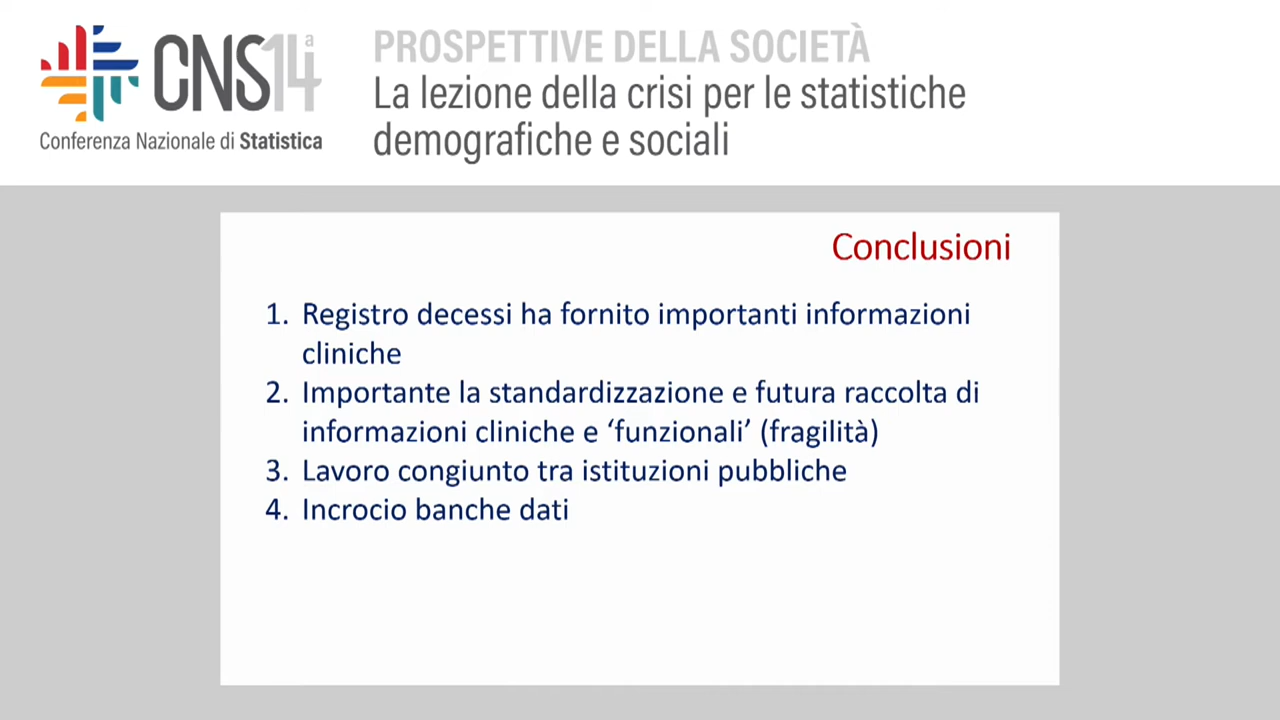 CNS14ª
Conferenza Nazionale di Statistica
PROSPETTIVE DELLA SOCIETÀ
La lezione della crisi per le statistiche
demografiche e sociali
Conclusioni
1. Registro decessi ha fornito importanti informazioni
cliniche
2. Importante la standardizzazione e futura raccolta di
informazioni cliniche e ‘funzionali’ (fragilità)
3. Lavoro congiunto tra istituzioni pubbliche
4. Incrocio banche dati